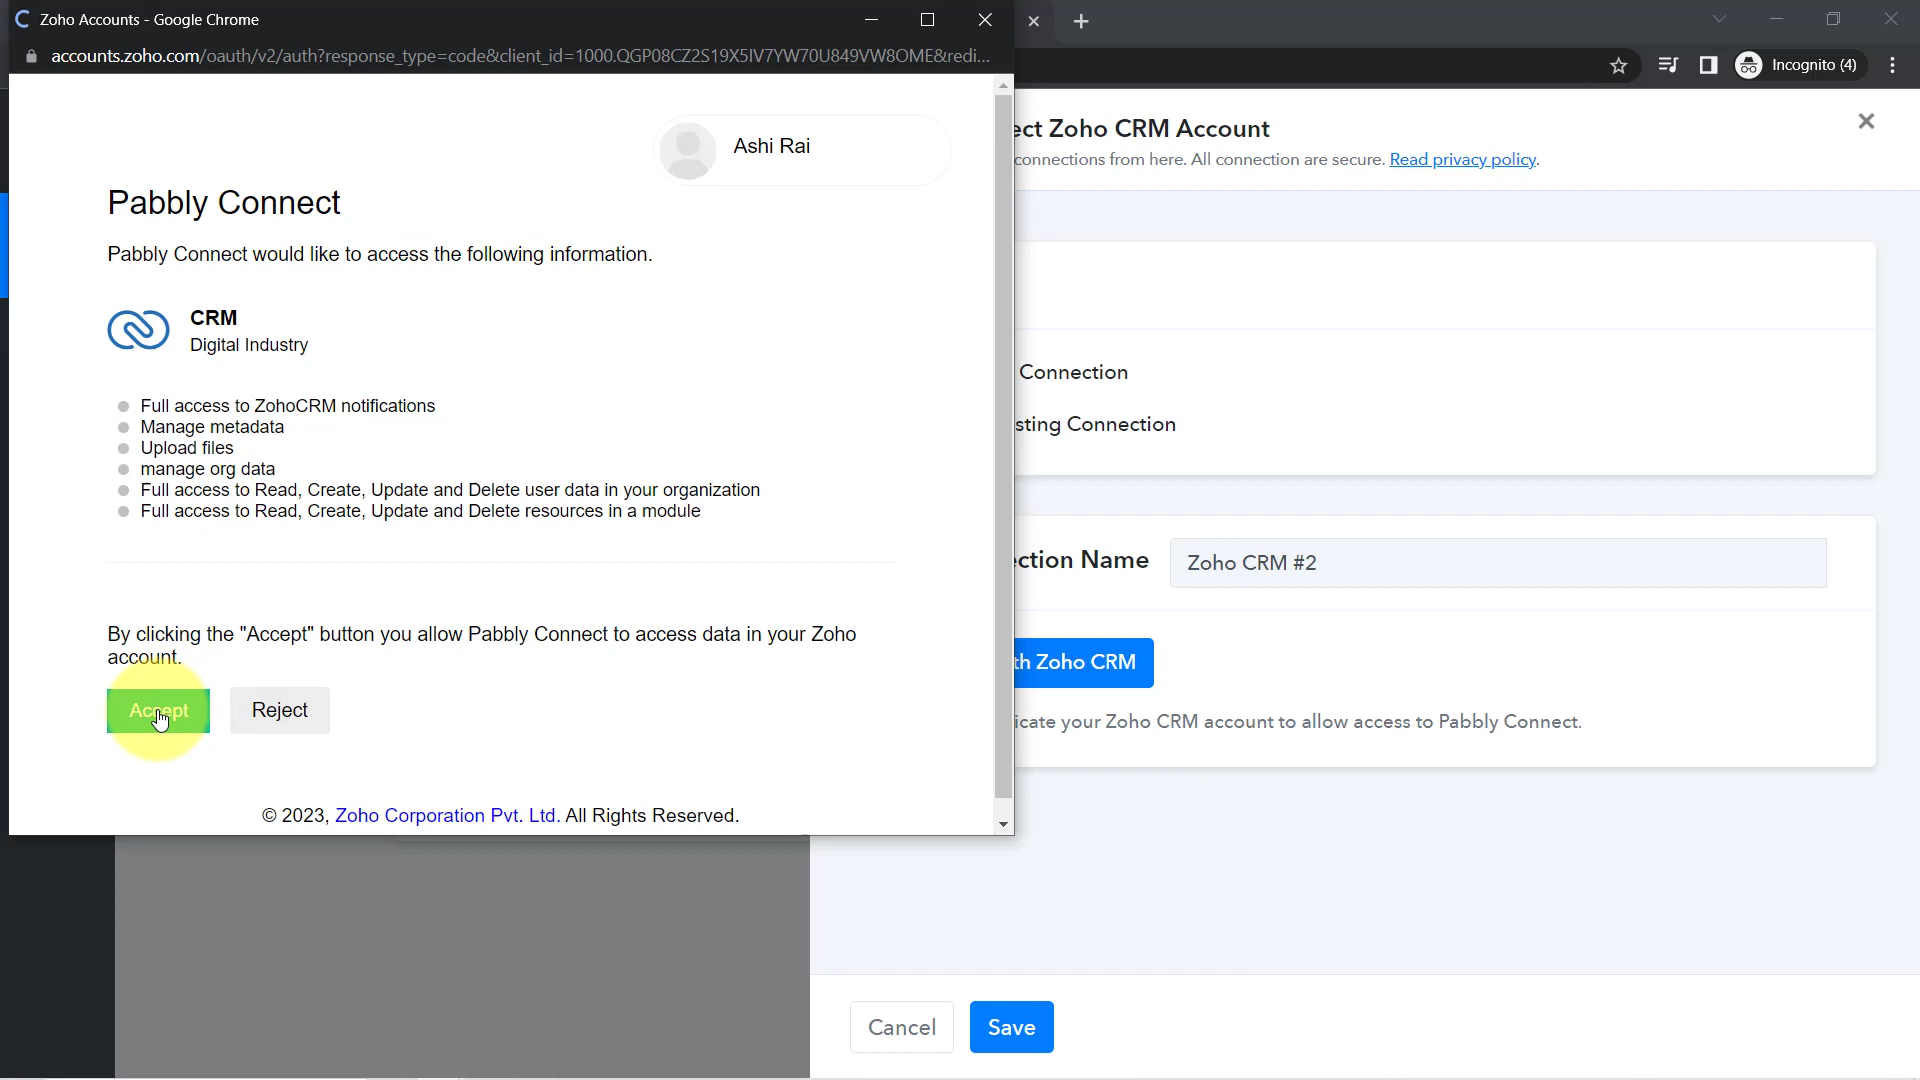 Zoho Accounts - Google Chrome
accounts.zoho.com/oauth/v2/auth?response_type=code&client_id=1000.QGP08CZ2S19X5IV7YW70U849VW8OME&redi...
Incognito (4)
Ashi Rai
Pabbly Connect
Pabbly Connect would like to access the following information.
CRM
Digital Industry
Full access to ZohoCRM notifications
Manage metadata
Upload files
manage org data
Full access to Read, Create, Update and Delete user data in your organization
Full access to Read, Create, Update and Delete resources in a module
By clicking the "Accept" button you allow Pabbly Connect to access data in your Zoho
account.
Accept Reject
© 2023, Zoho Corporation Pvt. Ltd. All Rights Reserved.
ect Zoho CRM Account
connections from here. All connection are secure. Read privacy policy.
Connection
sting Connection
ection Name Zoho CRM #2
th Zoho CRM
icate your Zoho CRM account to allow access to Pabbly Connect.
Cancel Save